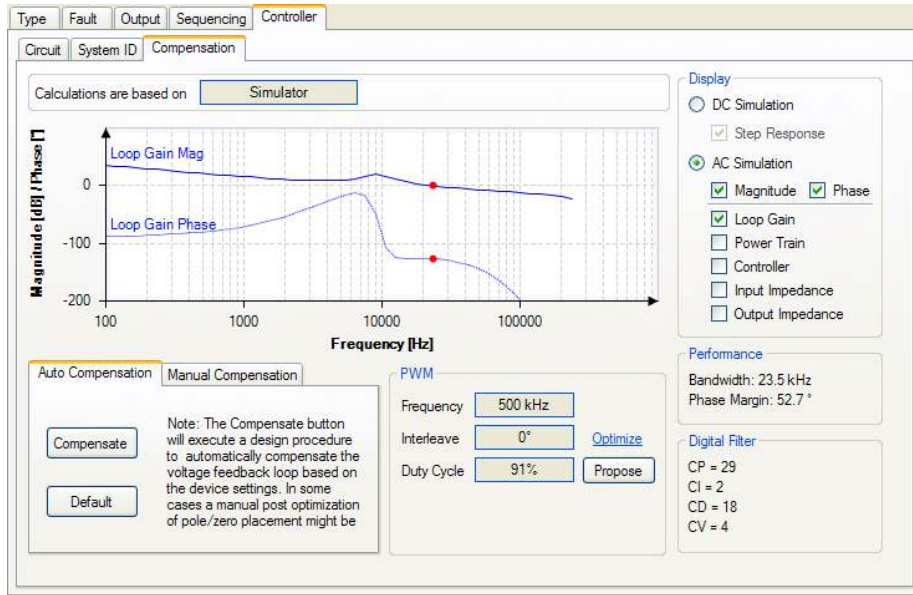 Type Fault Output Sequencing Controller
Circuit System ID Compensation
Calculations are based on Simulator
Magnitude [dB] / Phase [°]
Loop Gain Mag
Loop Gain Phase
0
-100
-200
100 1000 10000 100000
Frequency [Hz]
Display
DC Simulation
Step Response
AC Simulation
Magnitude Phase
Loop Gain
Power Train
Controller
Input Impedance
Output Impedance
Auto Compensation Manual Compensation
Compensate
Default
Note: The Compensate button
will execute a design procedure
to automatically compensate the
voltage feedback loop based on
the device settings. In some
cases a manual post optimization
of pole/zero placement might be
PWM
Frequency 500 kHz
Interleave 0° Optimize
Duty Cycle 91% Propose
Performance
Bandwidth: 23.5 kHz
Phase Margin: 52.7 °
Digital Filter
CP = 29
CI = 2
CD = 18
CV = 4